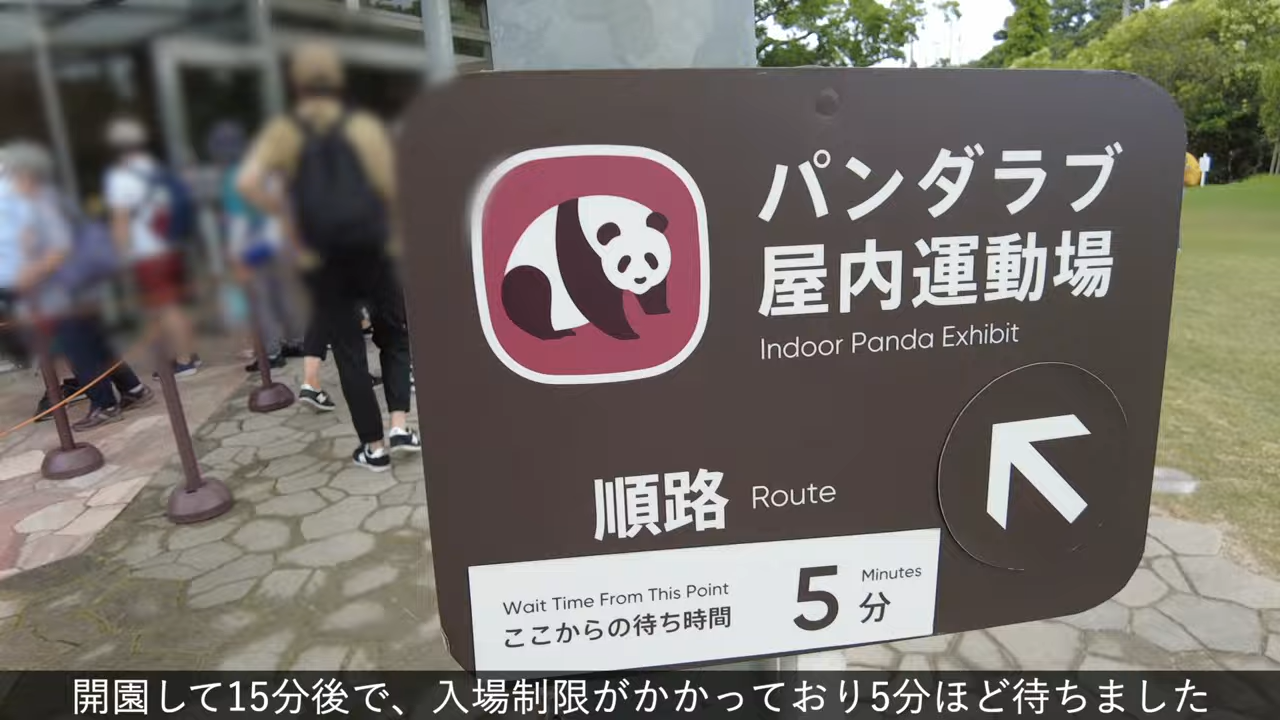 パンダラブ
屋内運動場
Indoor Panda Exhibit
順路 Route
Wait Time From This Point
ここからの待ち時間
5 Minutes
分
開園して15分後で、入場制限がかかっており5分ほど待ちました